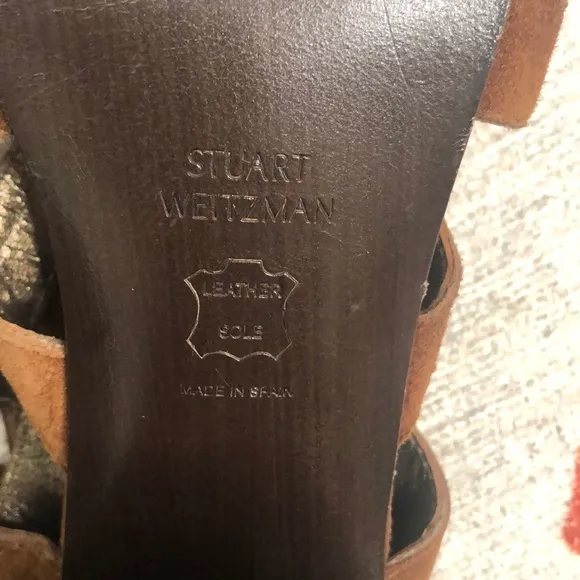 STUART
WEITZMAN
LEATHER
SOLE
MADE IN SPAIN